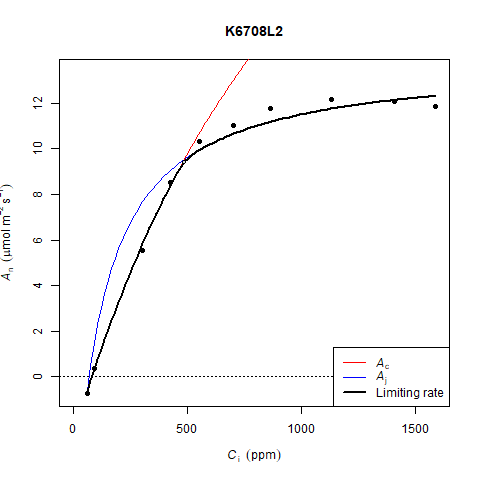 K6708L2
12
10
8
6
4
2
0
Aₙ (μmol m⁻² s⁻¹)
0 500 1000 1500
Cᵢ (ppm)
A꜀
Aⱼ
Limiting rate